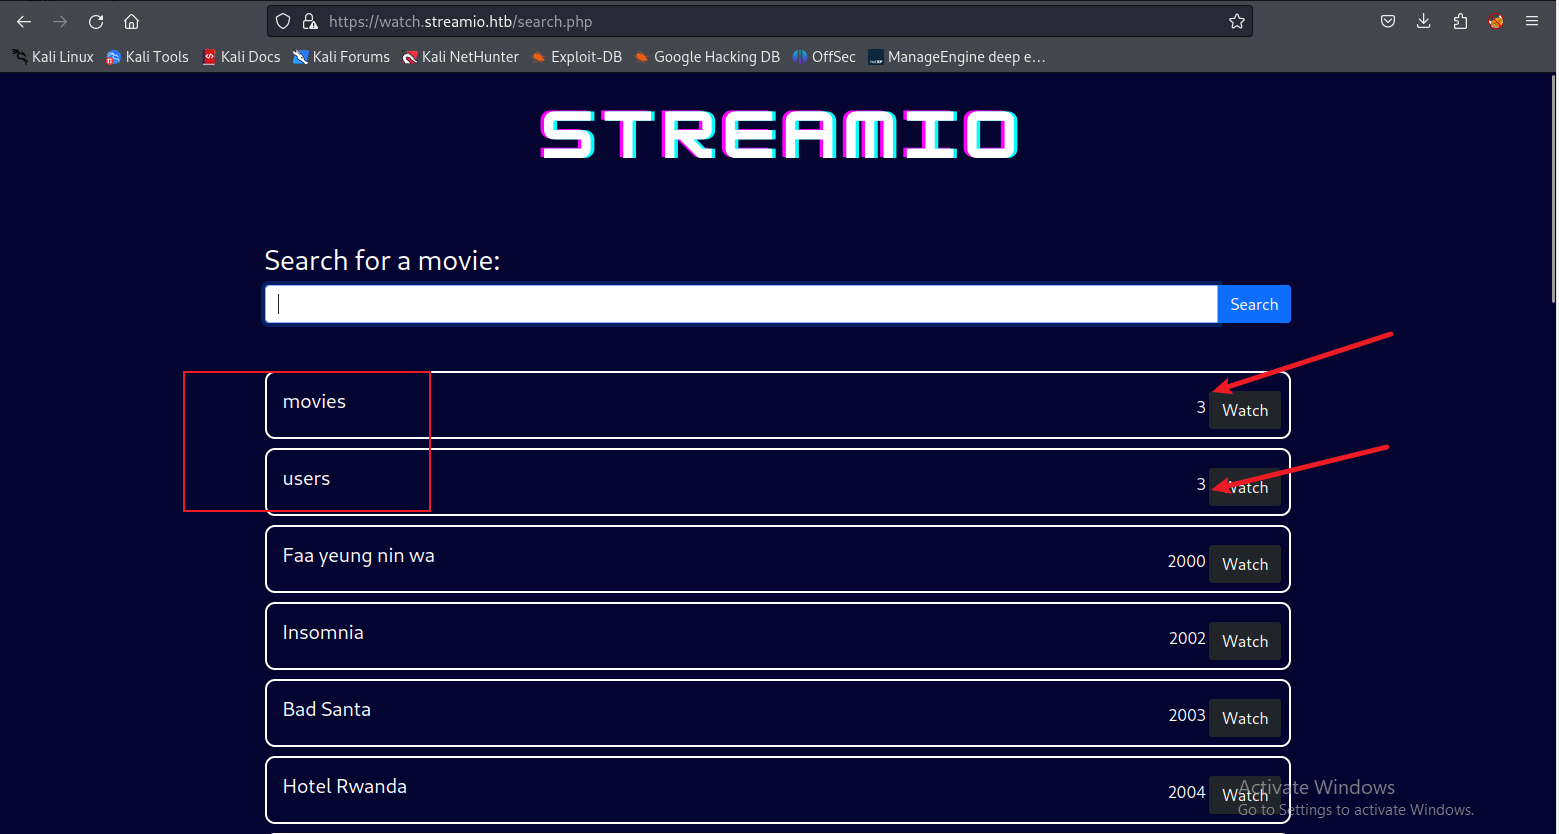 https://watch.streamio.htb/search.php
Kali Linux Kali Tools Kali Docs Kali Forums Kali NetHunter Exploit-DB Google Hacking DB OffSec ManageEngine deep e…
STREAMIO
Search for a movie:
Search
movies 3 Watch
users 3 Watch
Faa yeung nin wa 2000 Watch
Insomnia 2002 Watch
Bad Santa 2003 Watch
Hotel Rwanda 2004 Watch
Activate Windows
Go to Settings to activate Windows.